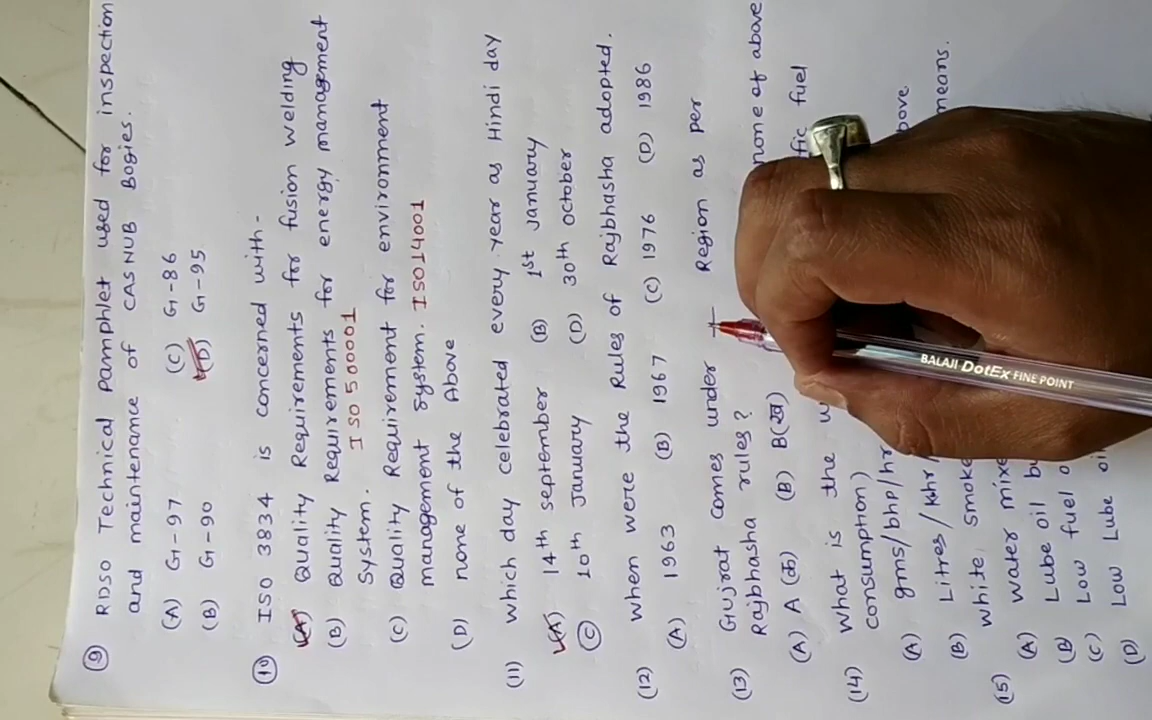 (9) RDSO Technical pamphlet used for inspection
and maintenance of CASNUB Bogies.
(A) G-97 (C) G-86
(B) G-90 (D) G-95
(10) ISO 3834 is concerned with -
(A) Quality Requirements for fusion welding
(B) Quality Requirements for energy management
System. ISO 500001
(C) Quality Requirement for environment
management system. ISO14001
(D) none of the Above
(11) Which day celebrated every year as Hindi day
(A) 14th september (B) 1st January
(C) 10th January (D) 30th october
(12) When were the Rules of Rajbhasha adopted.
(A) 1963 (B) 1967 (C) 1976 (D) 1986
(13) Gujrat comes under Region as per
Rajbhasha rules?
(A) A (क) (B) B(ख) none of above
(14) What is the fuel
consumption)
(A) gms/bhp/hr
(B) Litres/
(15) white smoke means.
(A) Water
(B) Lube oil
(C) Low fuel
(D) Low Lube
BALAJI DotEx FINE POINT